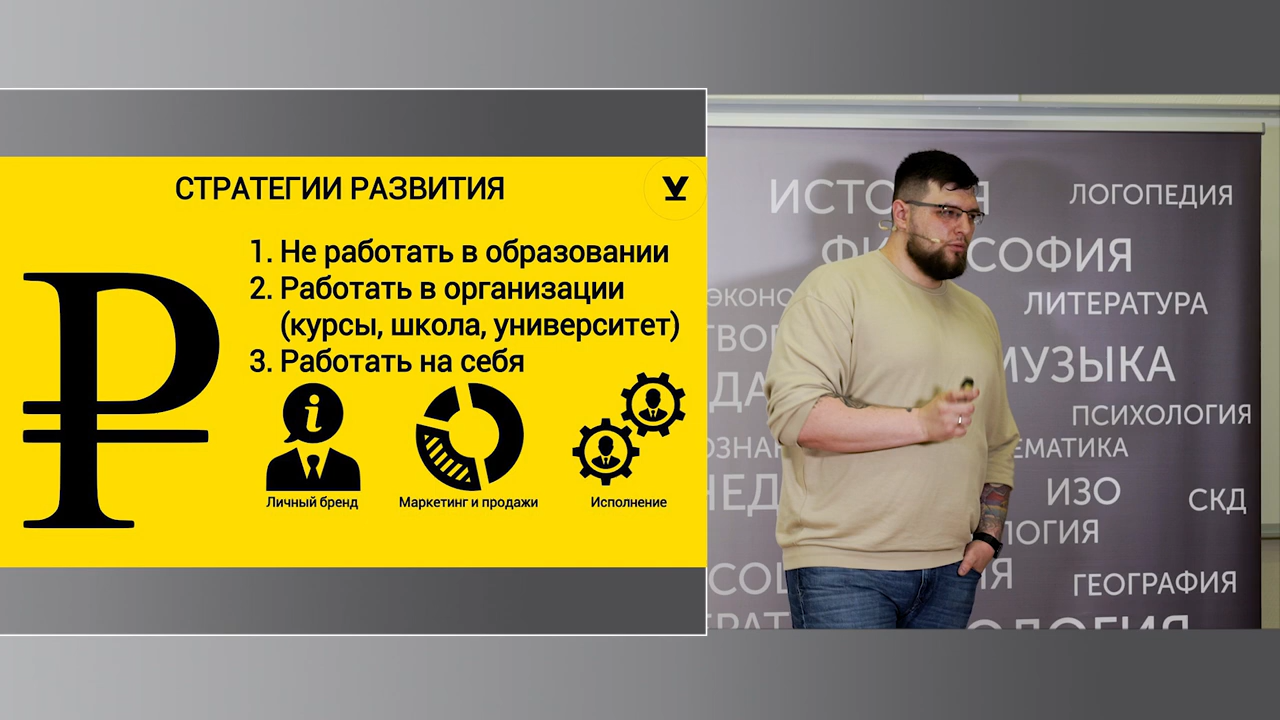 СТРАТЕГИИ РАЗВИТИЯ
1. Не работать в образовании
2. Работать в организации
(курсы, школа, университет)
3. Работать на себя
Личный бренд
Маркетинг и продажи
Исполнение
ЛОГОПЕДИЯ
ЛИТЕРАТУРА
МУЗЫКА
ПСИХОЛОГИЯ
ИЗО
СКД
ГЕОГРАФИЯ